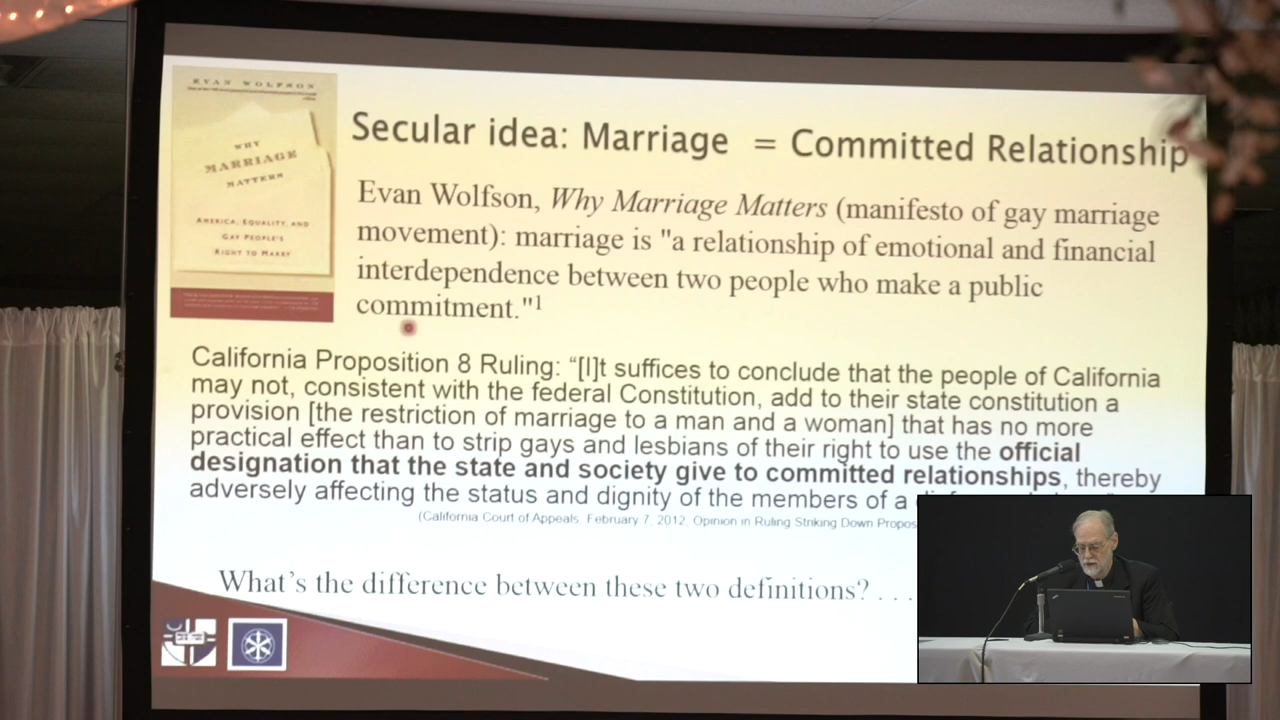 EVAN WOLFSON
WHY
MARRIAGE
MATTERS
AMERICA, EQUALITY, AND
GAY PEOPLE'S
RIGHT TO MARRY
Secular idea: Marriage = Committed Relationship
Evan Wolfson, Why Marriage Matters (manifesto of gay marriage
movement): marriage is "a relationship of emotional and financial
interdependence between two people who make a public
commitment."1
California Proposition 8 Ruling: “[I]t suffices to conclude that the people of California
may not, consistent with the federal Constitution, add to their state constitution a
provision [the restriction of marriage to a man and a woman] that has no more
practical effect than to strip gays and lesbians of their right to use the official
designation that the state and society give to committed relationships, thereby
adversely affecting the status and dignity of the members of a
(California Court of Appeals, February 7, 2012, Opinion in Ruling Striking Down Propos
What's the difference between these two definitions? . . .